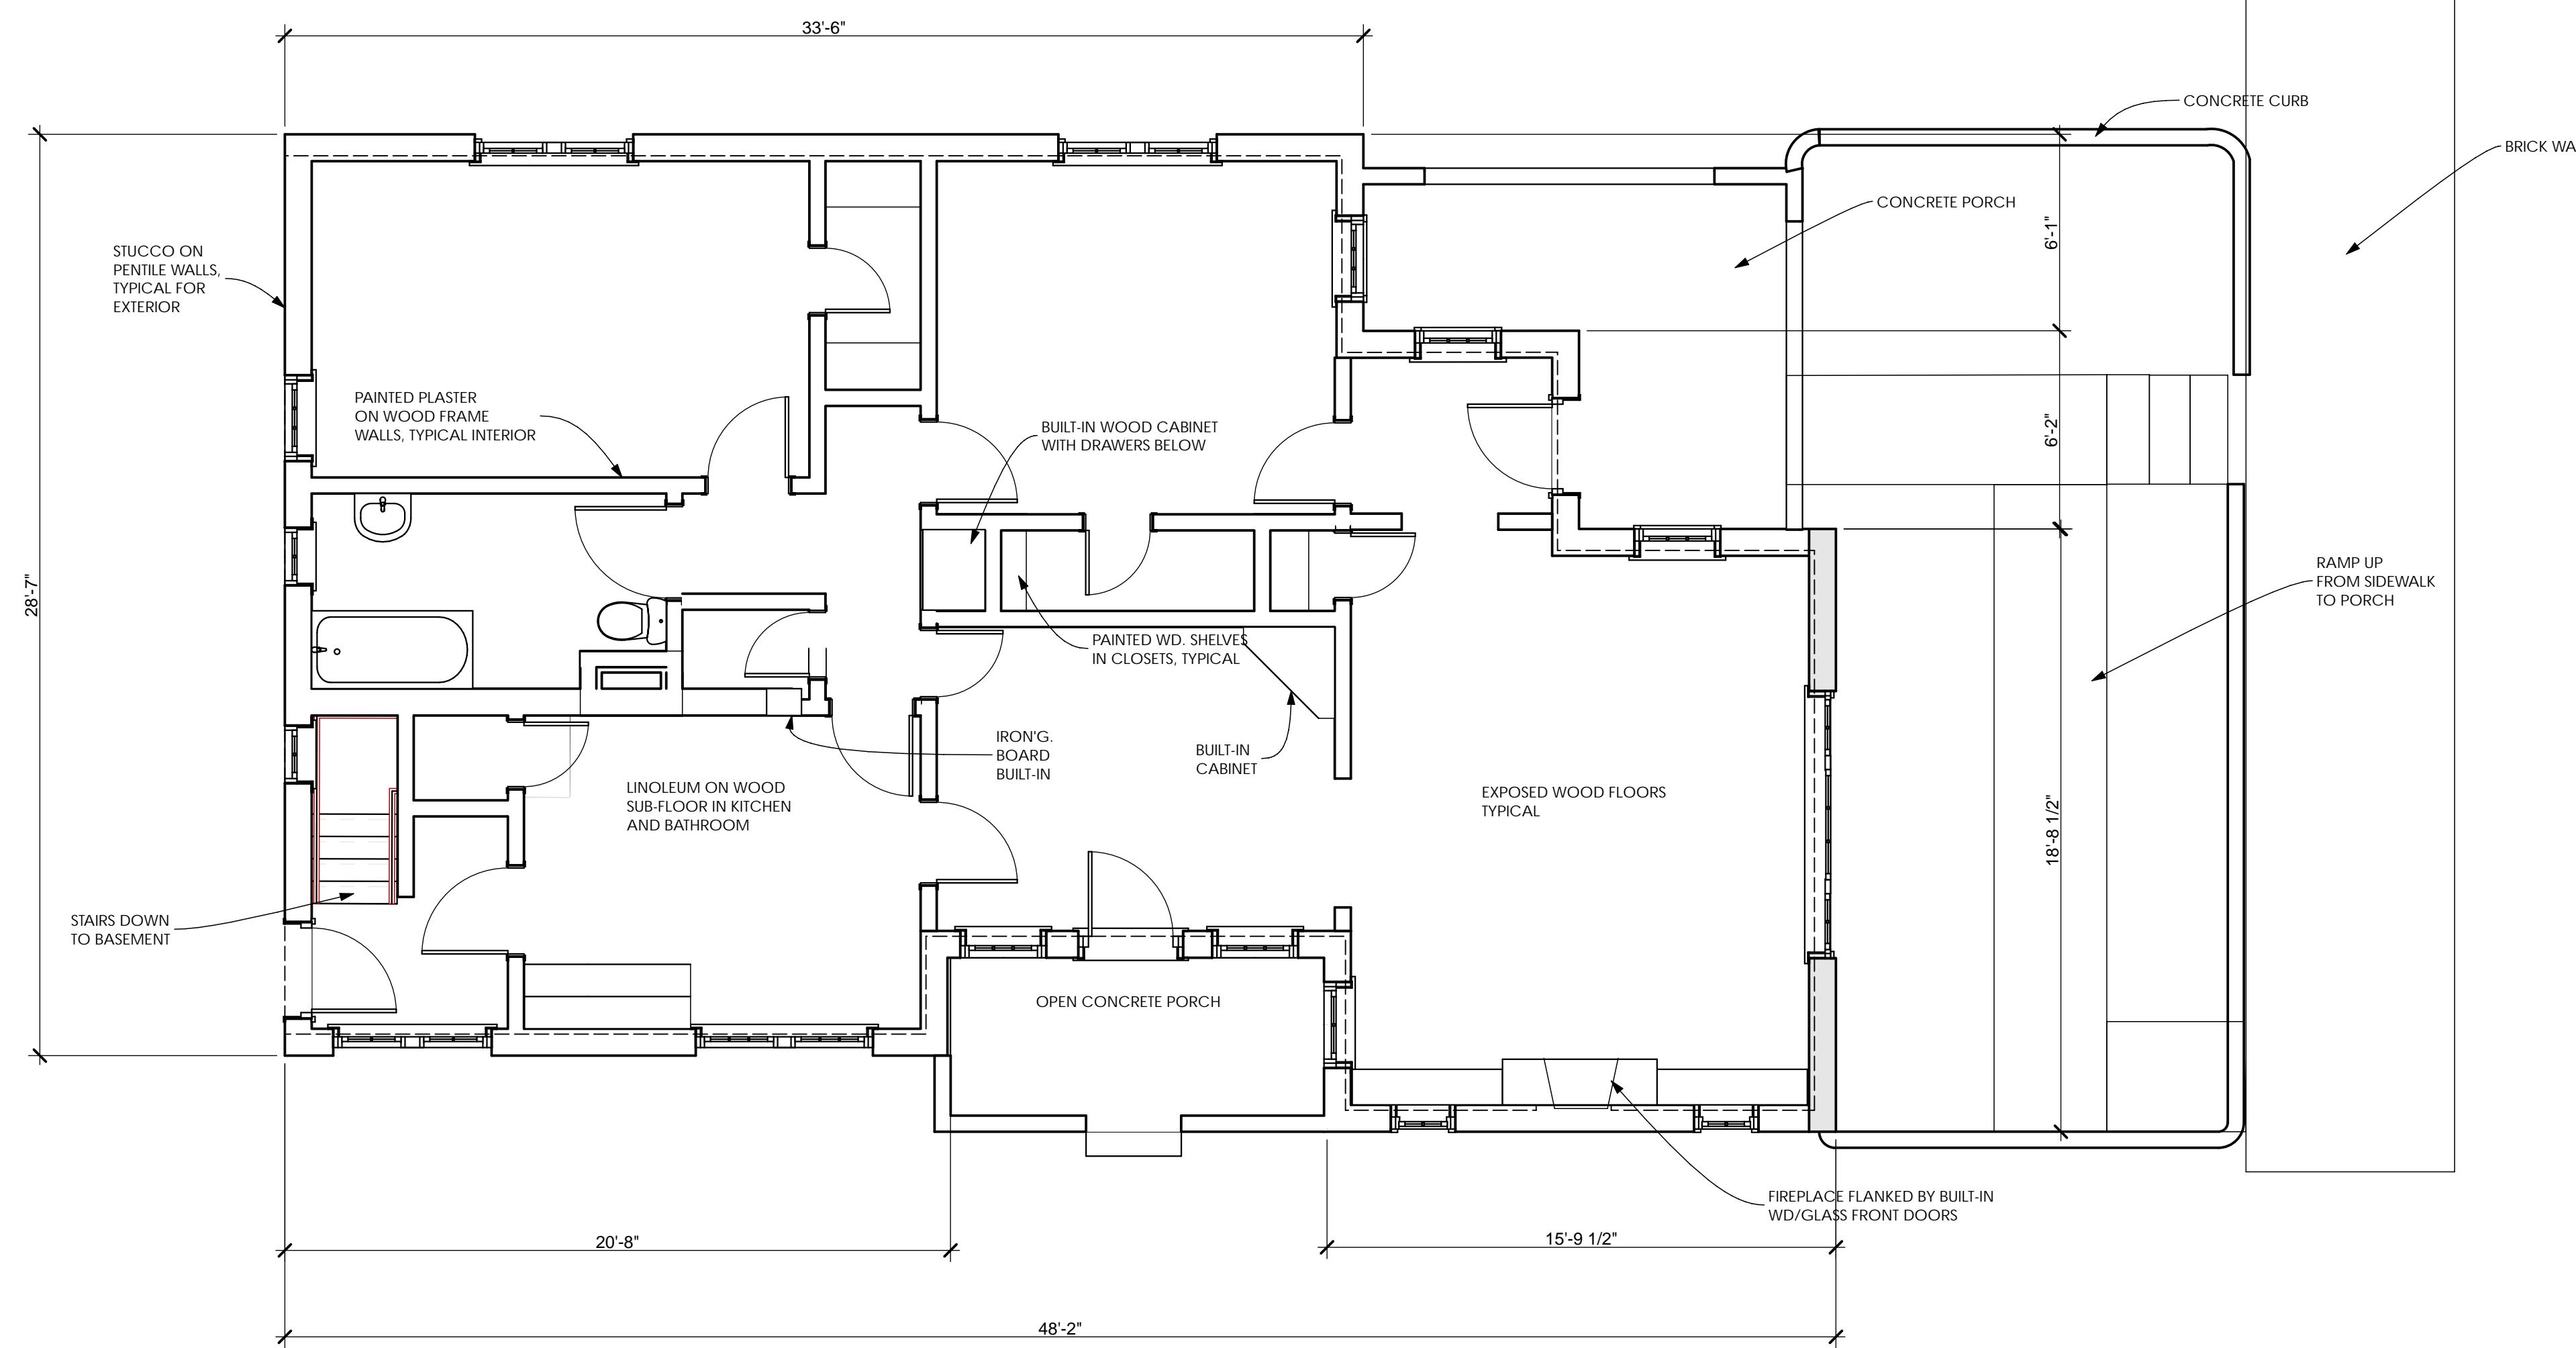 33'-6"
CONCRETE CURB
BRICK WA
CONCRETE PORCH
6'-1"
STUCCO ON
PENTILE WALLS,
TYPICAL FOR
EXTERIOR
PAINTED PLASTER
ON WOOD FRAME
WALLS, TYPICAL INTERIOR
BUILT-IN WOOD CABINET
WITH DRAWERS BELOW
6'-2"
28'-7"
RAMP UP
FROM SIDEWALK
TO PORCH
PAINTED WD. SHELVES
IN CLOSETS, TYPICAL
IRON'G.
BOARD
BUILT-IN
BUILT-IN
CABINET
LINOLEUM ON WOOD
SUB-FLOOR IN KITCHEN
AND BATHROOM
EXPOSED WOOD FLOORS
TYPICAL
18'-8 1/2"
STAIRS DOWN
TO BASEMENT
OPEN CONCRETE PORCH
FIREPLACE FLANKED BY BUILT-IN
WD/GLASS FRONT DOORS
20'-8"
15'-9 1/2"
48'-2"